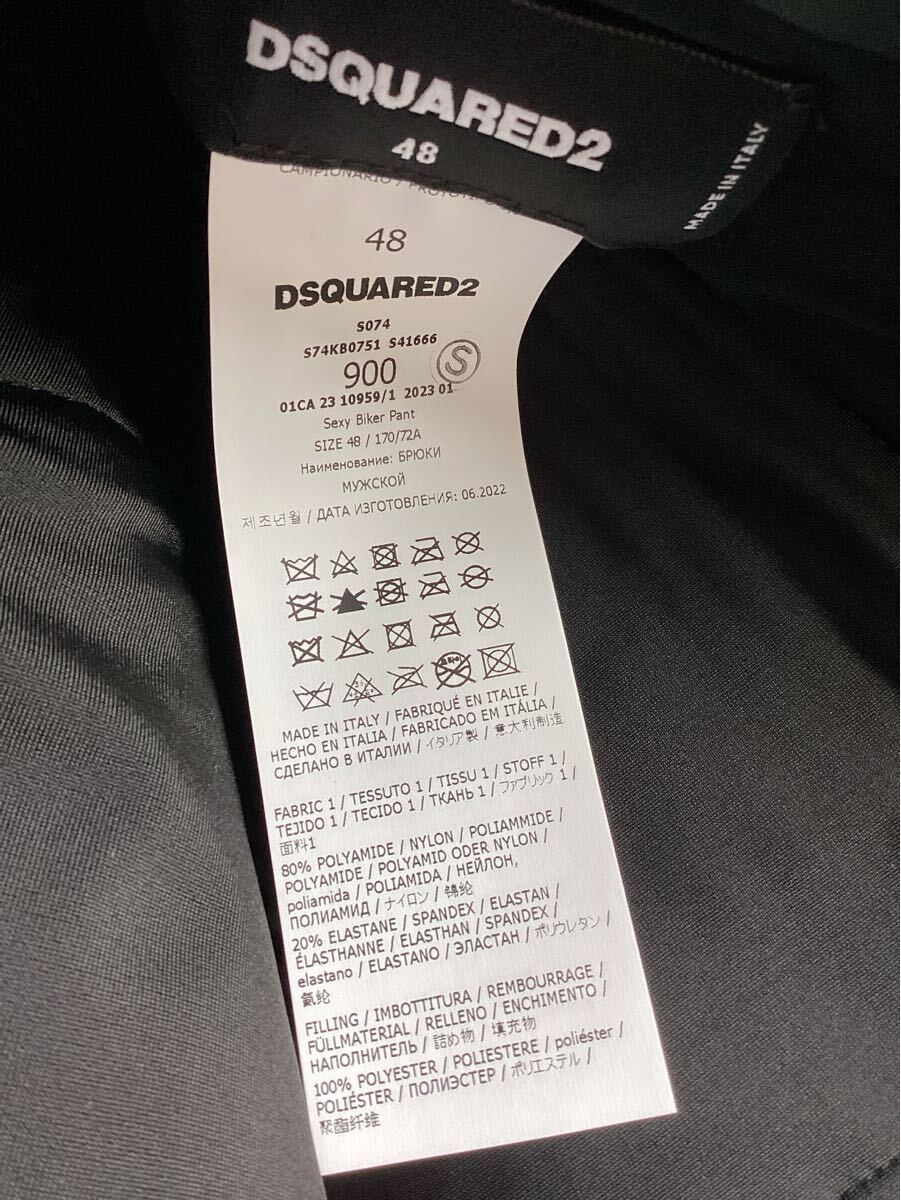 DSQUARED2
48
MADE IN ITALY
CAMPIONARIO /
48
DSQUARED2
S074
S74KB0751 S41666
S
900
01CA 23 10959/1 2023 01
Sexy Biker Pant
SIZE 48 / 170/72A
Наименование: БРЮКИ
МУЖСКОЙ
제조년월 / ДАТА ИЗГОТОВЛЕНИЯ: 06.2022
MADE IN ITALY / FABRIQUÉ EN ITALIE /
HECHO EN ITALIA / FABRICADO EM ITÁLIA /
СДЕЛАНО В ИТАЛИИ / イタリア製 / 意大利制造
FABRIC 1 / TESSUTO 1 / TISSU 1 / STOFF 1 /
TEJIDO 1 / TECIDO 1 / ТКАНЬ 1 / ファブリック 1 /
面料1
80% POLYAMIDE / NYLON / POLIAMMIDE /
POLYAMIDE / POLYAMID ODER NYLON /
poliamida / POLIAMIDA / НЕЙЛОН,
ПОЛИАМИД / ナイロン / 锦纶
20% ELASTANE / SPANDEX / ELASTAN /
ÉLASTHANNE / ELASTHAN / SPANDEX /
elastano / ELASTANO / ЭЛАСТАН / ポリウレタン /
氨纶
FILLING / IMBOTTITURA / REMBOURRAGE /
FÜLLMATERIAL / RELLENO / ENCHIMENTO /
НАПОЛНИТЕЛЬ / 詰め物 / 填充物
100% POLYESTER / POLIESTERE / poliéster /
POLIÉSTER / ПОЛИЭСТЕР / ポリエステル /
聚酯纤维